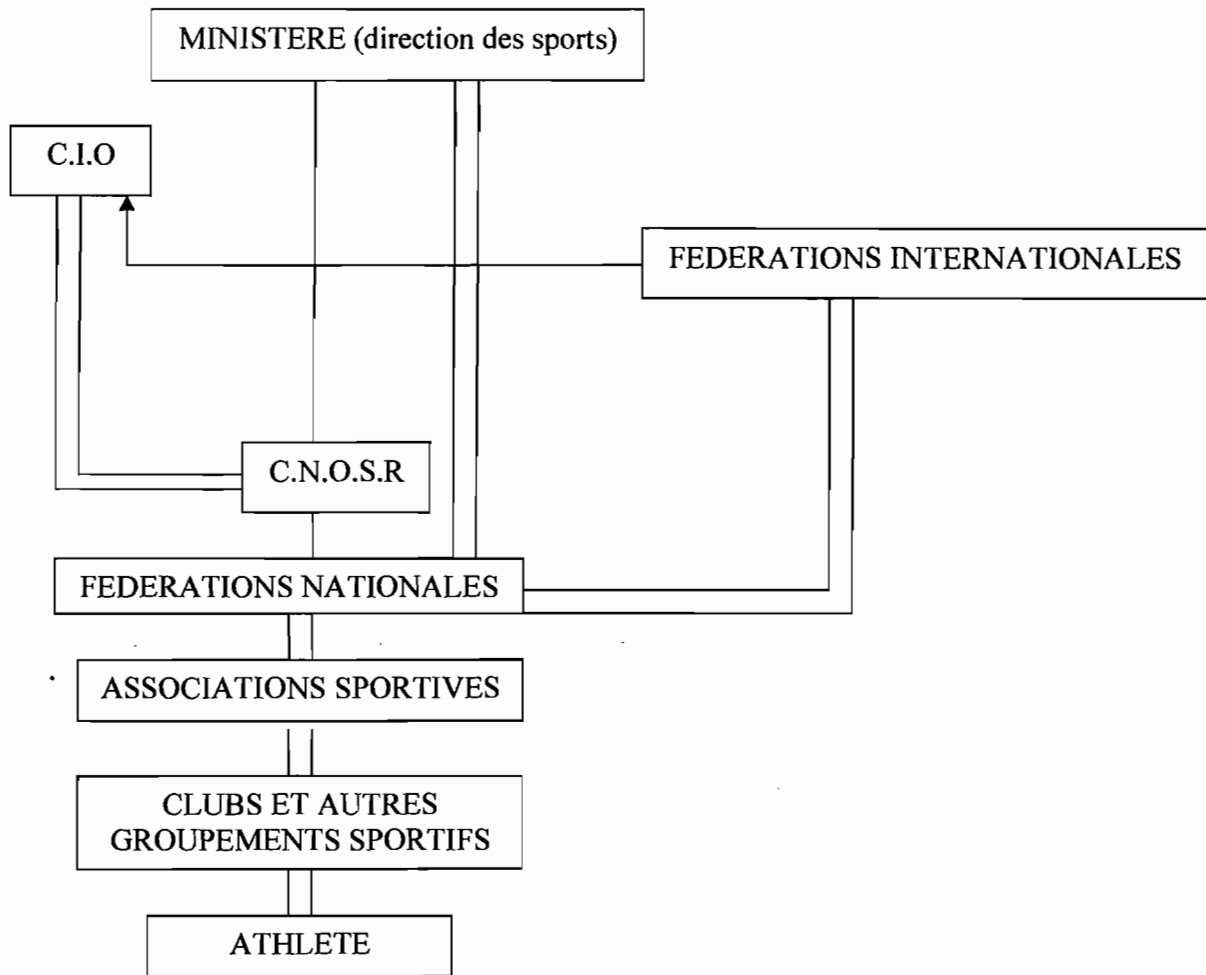 MINISTERE (direction des sports)
C.I.O
FEDERATIONS INTERNATIONALES
C.N.O.S.R
FEDERATIONS NATIONALES
ASSOCIATIONS SPORTIVES
CLUBS ET AUTRES
GROUPEMENTS SPORTIFS
ATHLETE